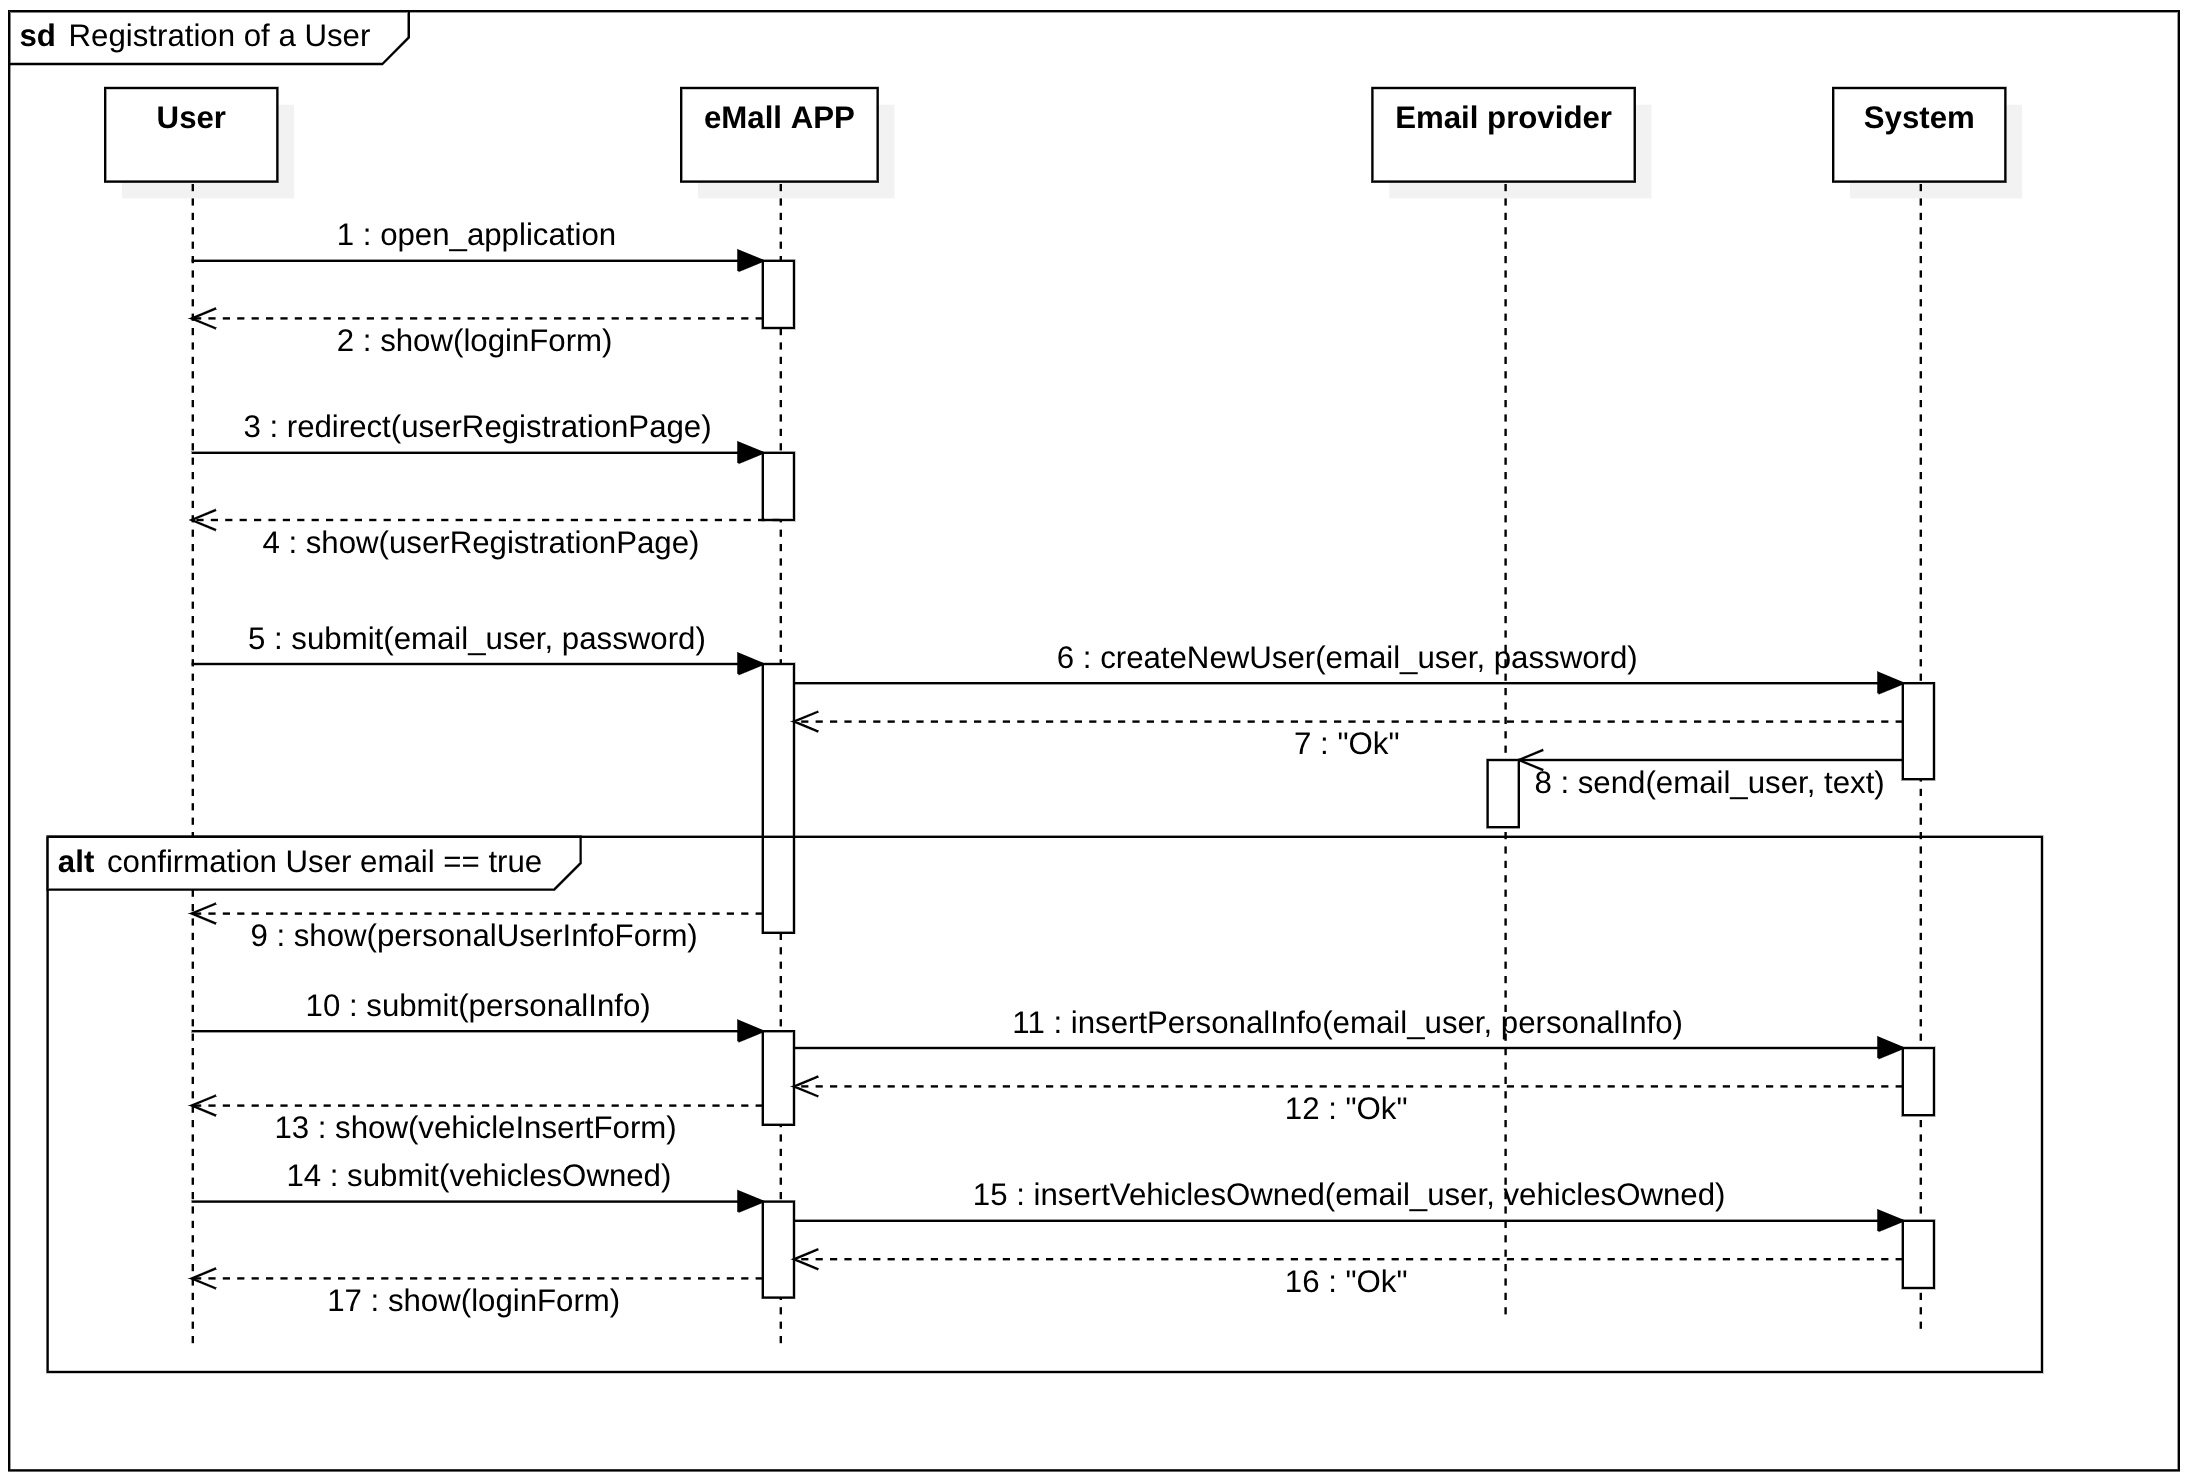 sd Registration of a User
User
eMall APP
Email provider
System
1 : open_application
2 : show(loginForm)
3 : redirect(userRegistrationPage)
4 : show(userRegistrationPage)
5 : submit(email_user, password)
6 : createNewUser(email_user, password)
7 : "Ok"
8 : send(email_user, text)
alt confirmation User email == true
9 : show(personalUserInfoForm)
10 : submit(personalInfo)
11 : insertPersonalInfo(email_user, personalInfo)
12 : "Ok"
13 : show(vehicleInsertForm)
14 : submit(vehiclesOwned)
15 : insertVehiclesOwned(email_user, vehiclesOwned)
16 : "Ok"
17 : show(loginForm)